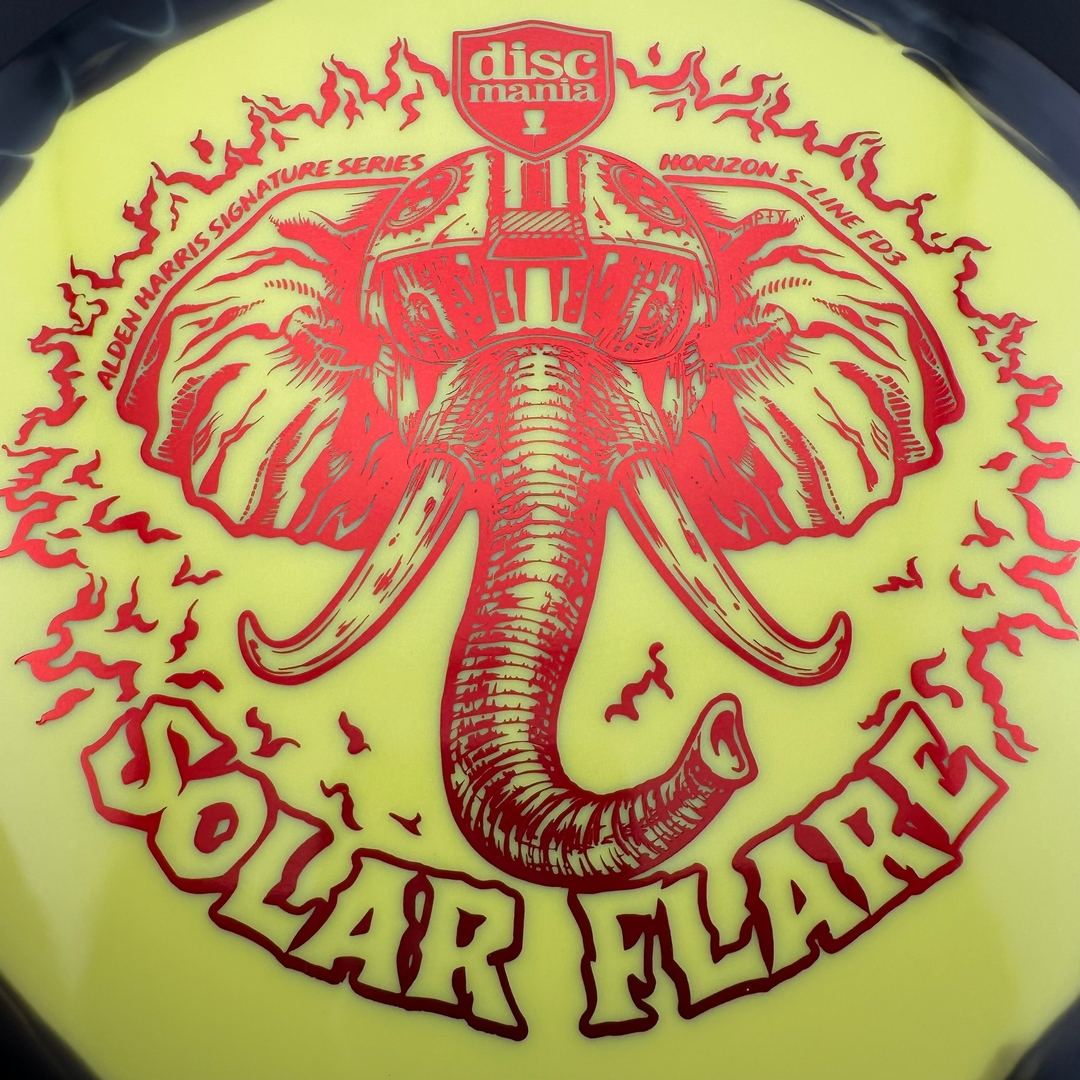 disc
mania
ALDEN HARRIS SIGNATURE SERIES
HORIZON S-LINE FD3
SOLAR FLARE